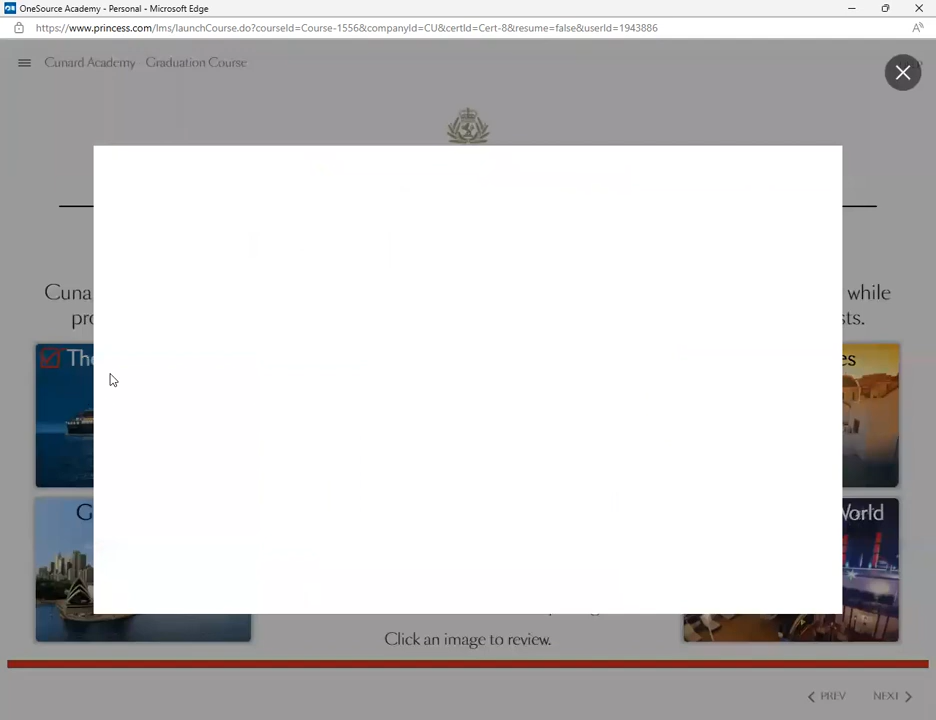 OneSource Academy - Personal - Microsoft Edge
https://www.princess.com/lms/launchCourse.do?courseId=Course-1556&companyId=CU&certId=Cert-8&resume=false&userId=1943886
Cunard Academy Graduation Course
Cuna while
pro sts.
The es
G World
Click an image to review.
PREV NEXT